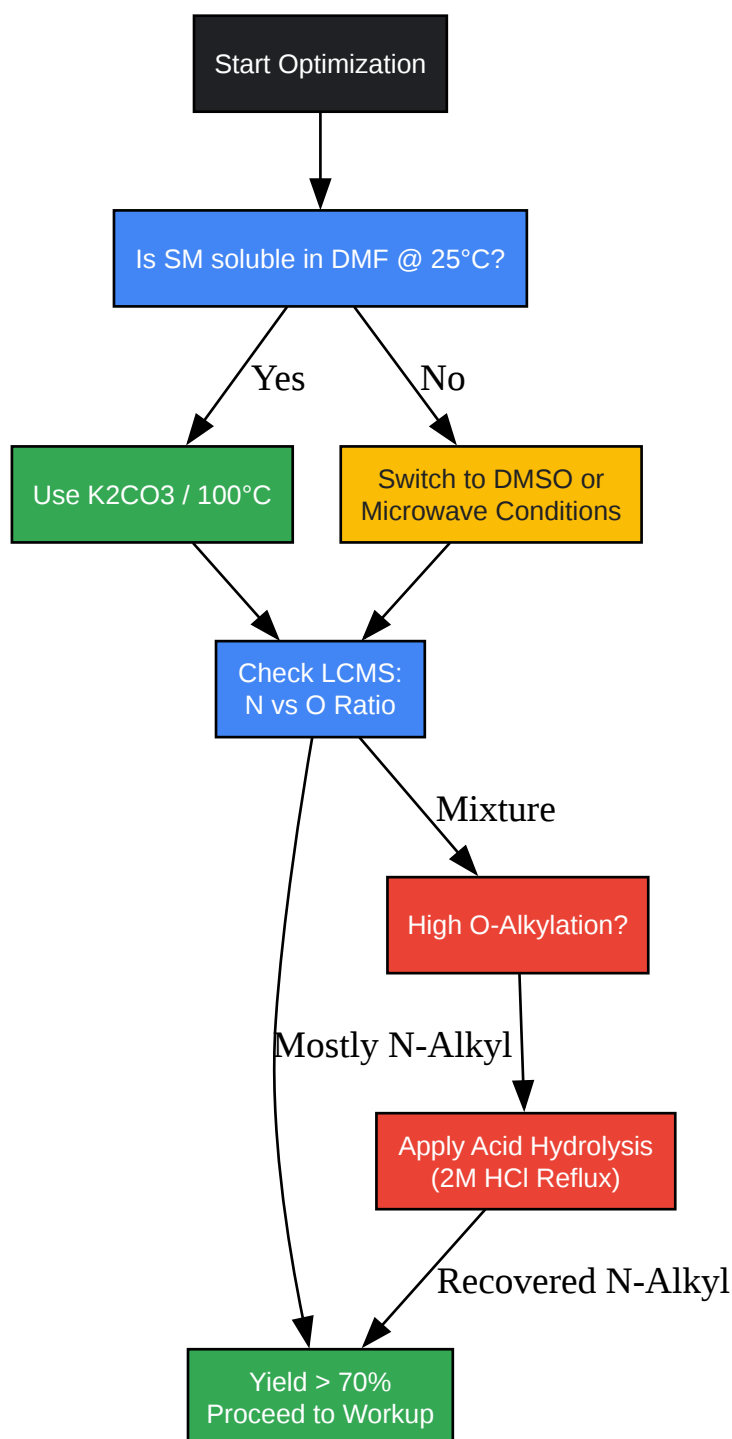 Start Optimization
Is SM soluble in DMF @ 25°C?
Yes
No
Use K2CO3 / 100°C
Switch to DMSO or
Microwave Conditions
Check LCMS:
N vs O Ratio
Mixture
High O-Alkylation?
Mostly N-Alkyl
Apply Acid Hydrolysis
(2M HCl Reflux)
Recovered N-Alkyl
Yield > 70%
Proceed to Workup